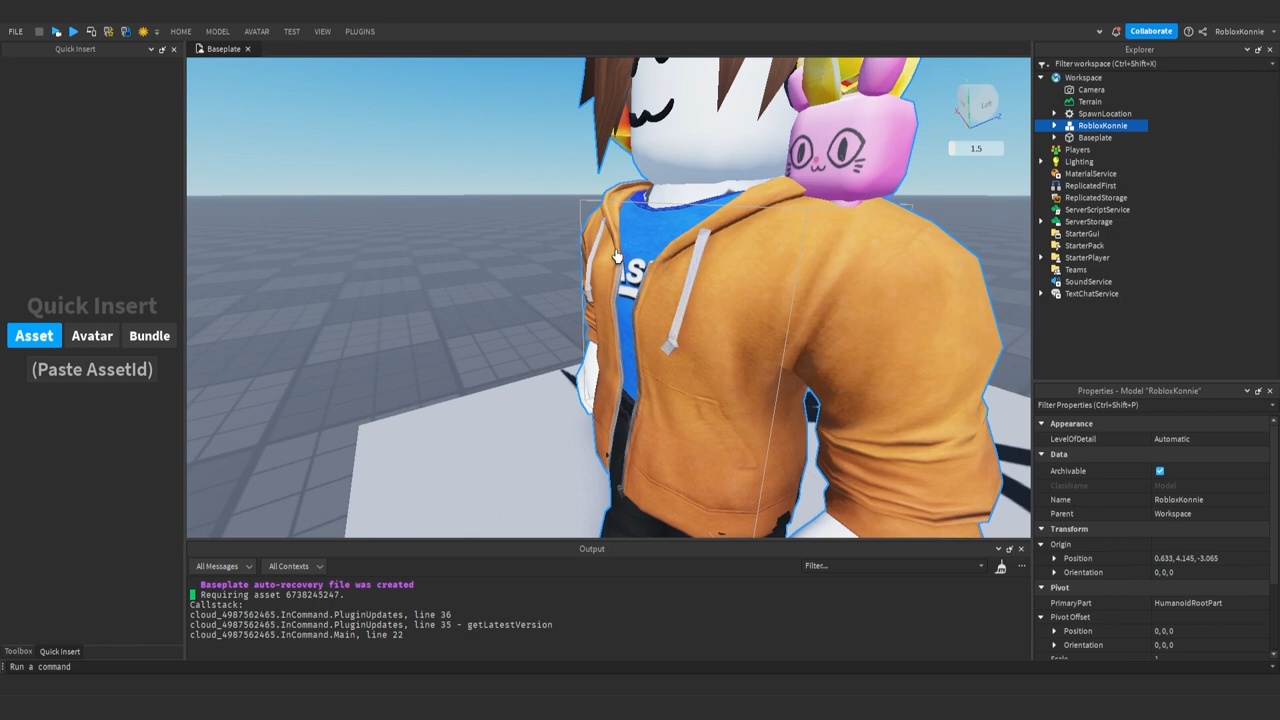 FILE HOME MODEL AVATAR TEST VIEW PLUGINS Collaborate RobloxKonnie
Quick Insert
Baseplate
Explorer
Filter workspace (Ctrl+Shift+X)
Workspace
Camera
Terrain
SpawnLocation
RobloxKonnie
Baseplate
Players
Lighting
MaterialService
ReplicatedFirst
ReplicatedStorage
ServerScriptService
ServerStorage
StarterGui
StarterPack
StarterPlayer
Teams
SoundService
TextChatService
Left
1.5
AS
Quick Insert
Asset Avatar Bundle
(Paste AssetId)
Properties - Model "RobloxKonnie"
Filter Properties (Ctrl+Shift+P)
Appearance
LevelOfDetail Automatic
Data
Archivable
ClassName Model
Name RobloxKonnie
Parent Workspace
Transform
Origin
Position 0.633, 4.145, -3.065
Orientation 0, 0, 0
Pivot
PrimaryPart HumanoidRootPart
Pivot Offset
Position 0, 0, 0
Orientation 0, 0, 0
Scale 1
Output
All Messages All Contexts Filter...
Baseplate auto-recovery file was created
Requiring asset 6738245247.
Callstack:
cloud_4987562465.InCommand.PluginUpdates, line 36
cloud_4987562465.InCommand.PluginUpdates, line 35 - getLatestVersion
cloud_4987562465.InCommand.Main, line 22
Toolbox Quick Insert
Run a command